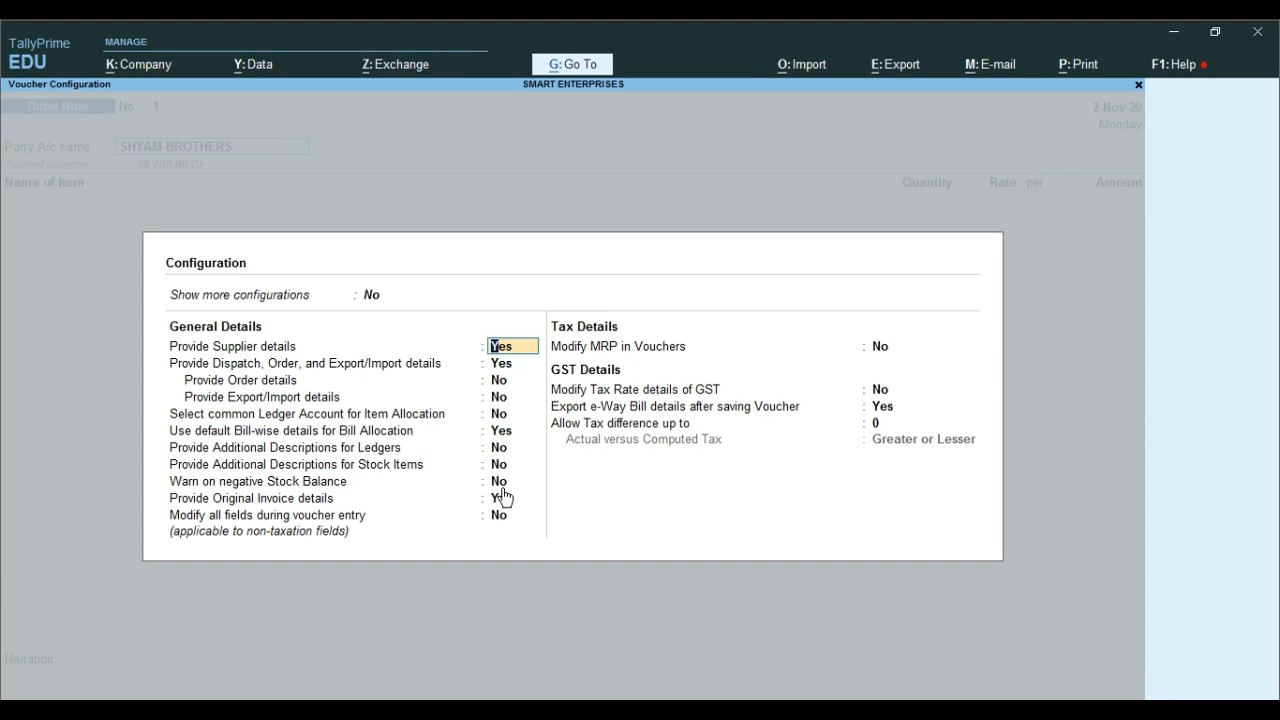 TallyPrime
EDU
MANAGE
K: Company Y: Data Z: Exchange G: Go To O: Import E: Export M: E-mail P: Print F1: Help
Voucher Configuration SMART ENTERPRISES x
Debit Note No. 1 2-Nov-20
Monday
Party A/c name : SHYAM BROTHERS
Current balance 38,705.00 Cr
Name of Item Quantity Rate per Amount
Configuration
Show more configurations : No
General Details
Provide Supplier details : Yes
Provide Dispatch, Order, and Export/Import details : Yes
Provide Order details : No
Provide Export/Import details : No
Select common Ledger Account for Item Allocation : No
Use default Bill-wise details for Bill Allocation : Yes
Provide Additional Descriptions for Ledgers : No
Provide Additional Descriptions for Stock Items : No
Warn on negative Stock Balance : No
Provide Original Invoice details : Yes
Modify all fields during voucher entry : No
(applicable to non-taxation fields)
Tax Details
Modify MRP in Vouchers : No
GST Details
Modify Tax Rate details of GST : No
Export e-Way Bill details after saving Voucher : Yes
Allow Tax difference up to : 0
Actual versus Computed Tax : Greater or Lesser
Narration: